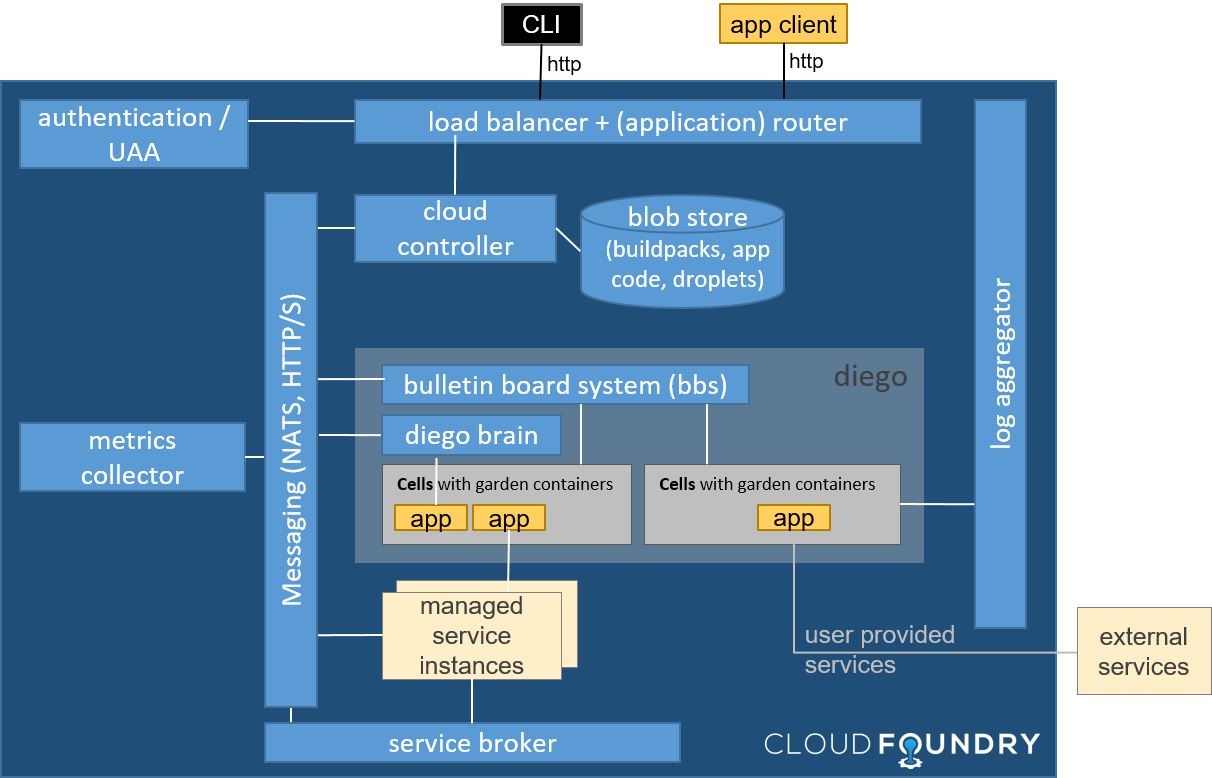 CLI
app client
http
http
authentication /
UAA
load balancer + (application) router
cloud
controller
blob store
(buildpacks, app
code, droplets)
Messaging (NATS, HTTP/S)
log aggregator
diego
bulletin board system (bbs)
diego brain
metrics
collector
Cells with garden containers
app
app
Cells with garden containers
app
managed
service
instances
user provided
services
external
services
service broker
CLOUD FOUNDRY